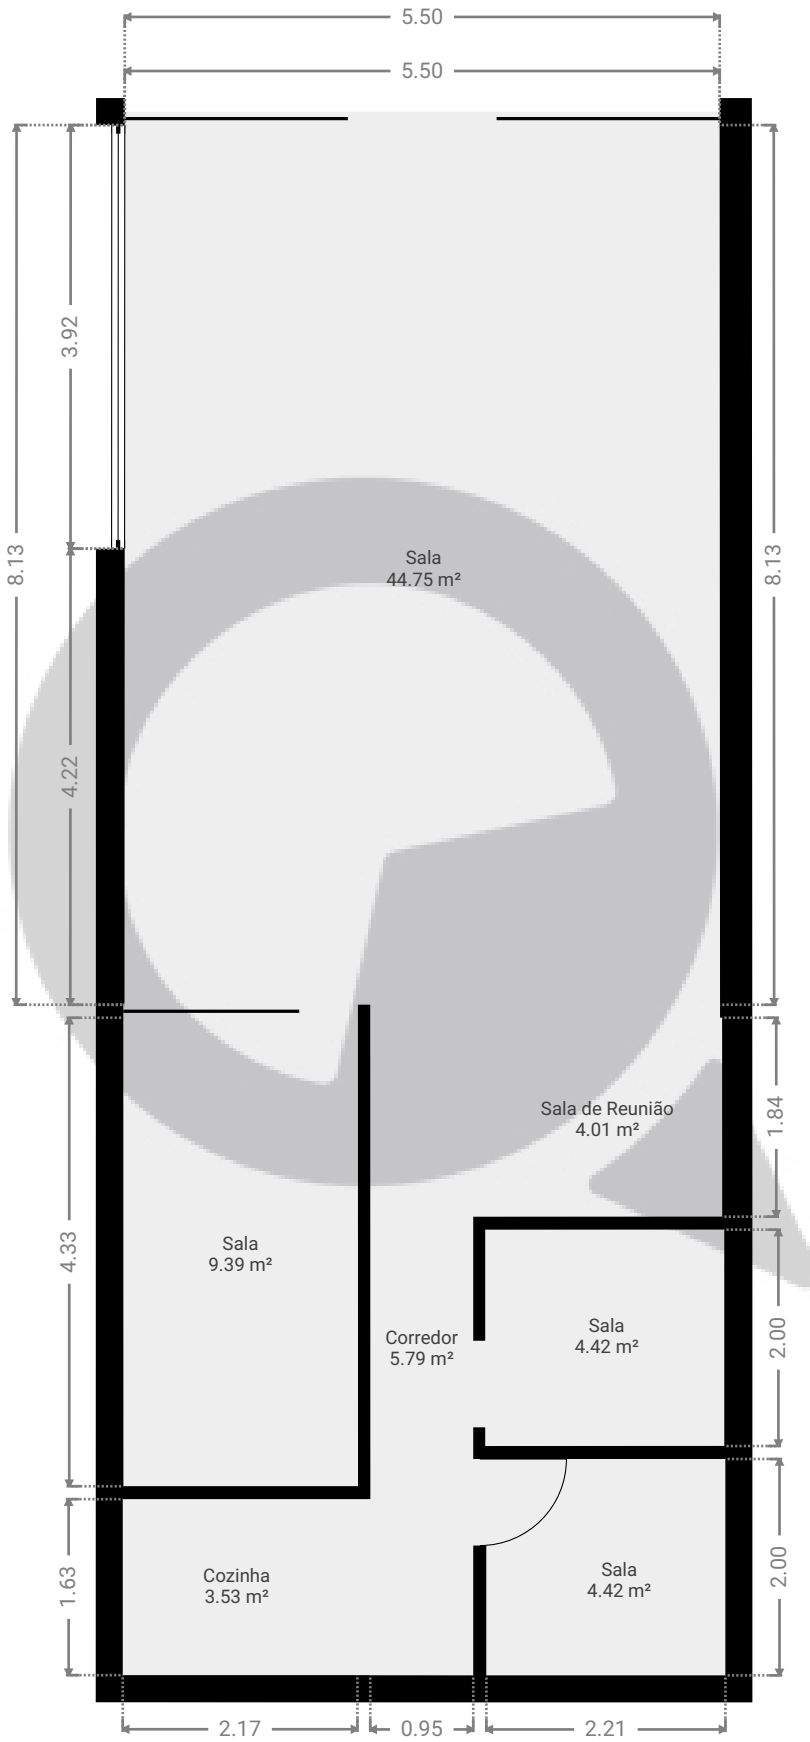 5.50
5.50
3.92
8.13
8.13
Sala
44.75 m²
4.22
Sala de Reunião
4.01 m²
1.84
4.33
Sala
9.39 m²
Corredor
5.79 m²
Sala
4.42 m²
2.00
1.63
Cozinha
3.53 m²
Sala
4.42 m²
2.00
2.17
0.95
2.21